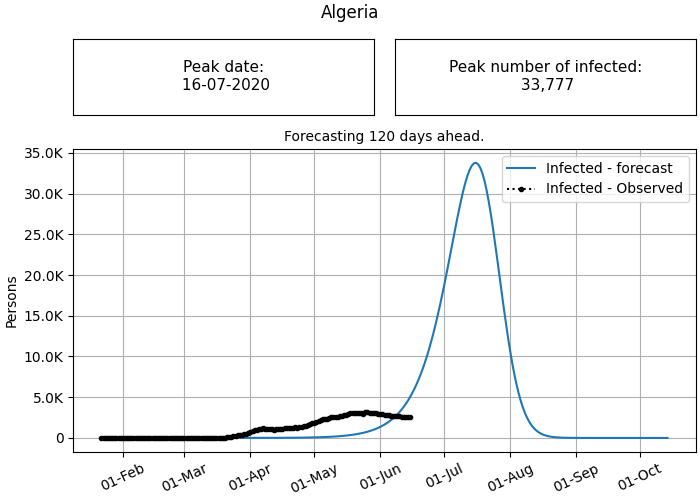 Algeria
Peak date:
16-07-2020
Peak number of infected:
33,777
Forecasting 120 days ahead.
35.0K
30.0K
25.0K
20.0K
15.0K
10.0K
5.0K
0
Persons
Infected - forecast
Infected - Observed
01-Feb
01-Mar
01-Apr
01-May
01-Jun
01-Jul
01-Aug
01-Sep
01-Oct